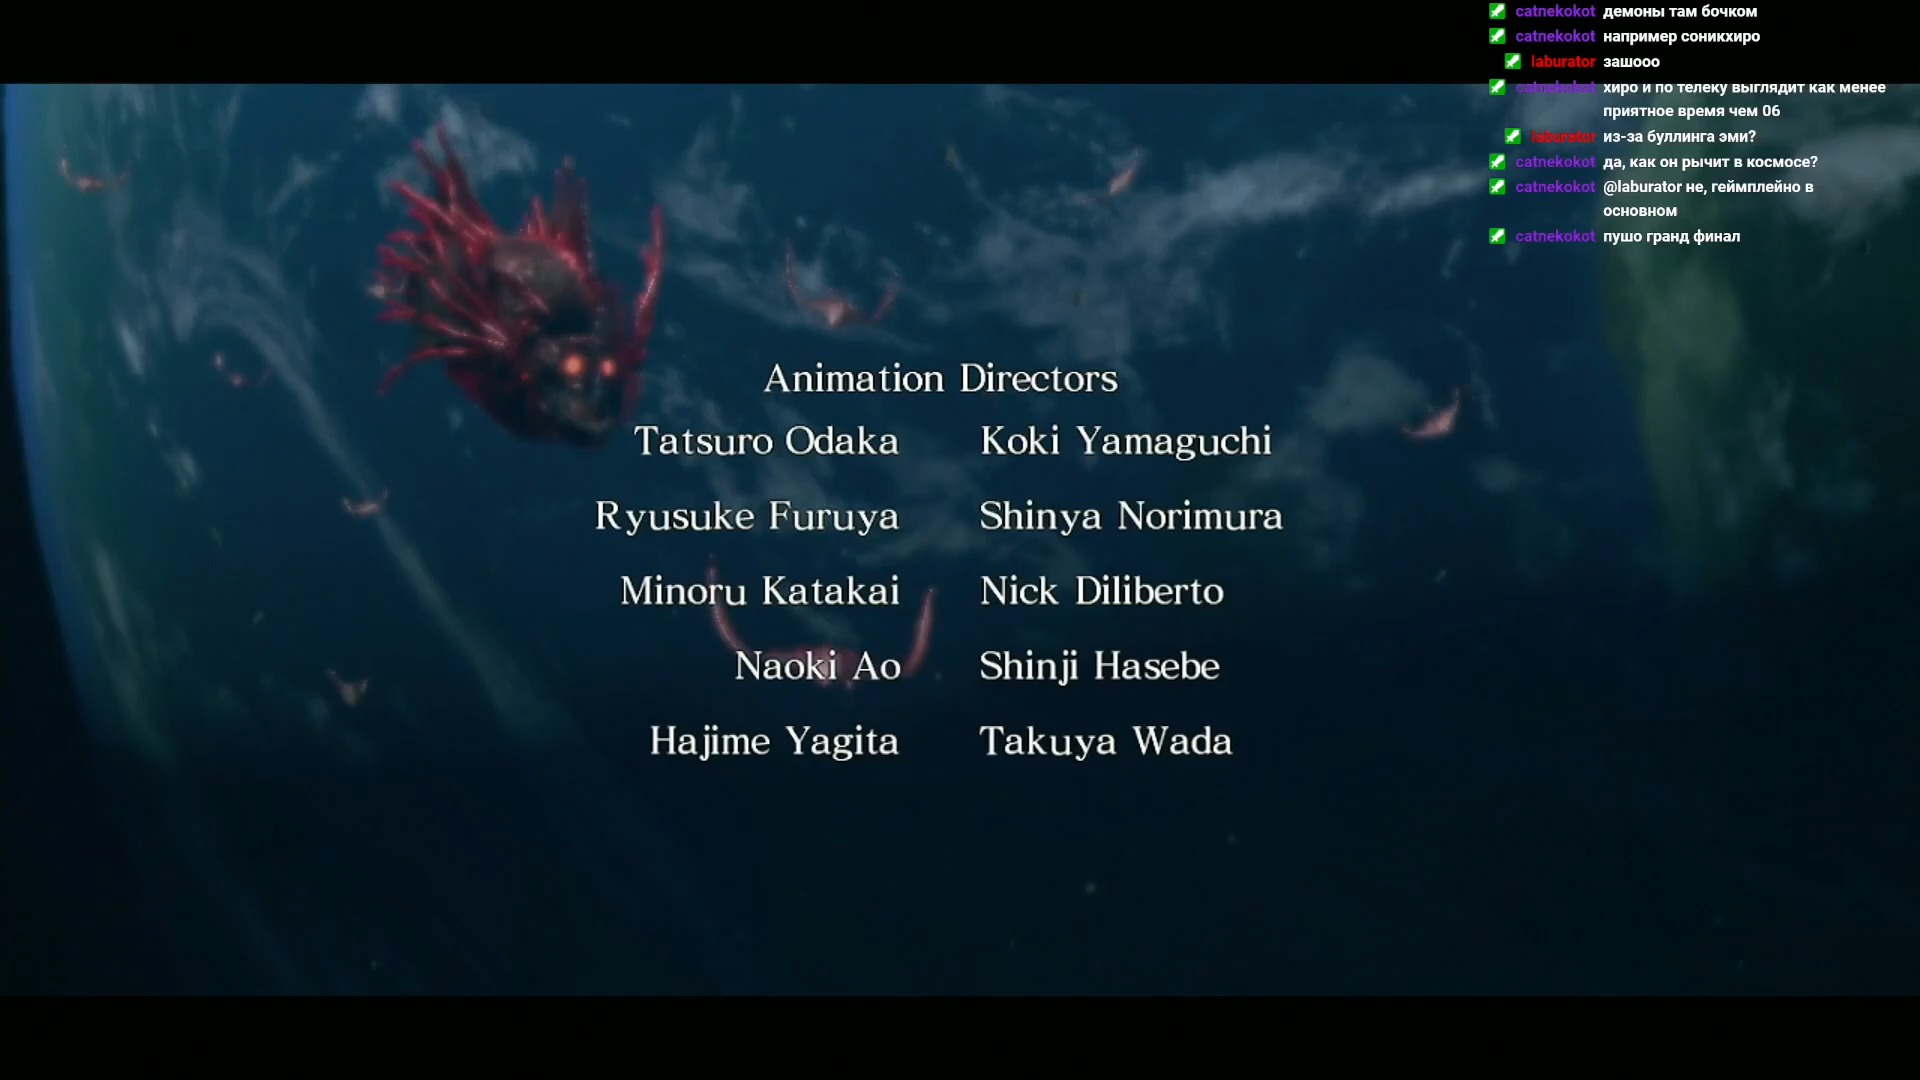 catnekokot демоны там бочком
catnekokot например соникхиро
laburator зашооо
catnekokot хиро и по телеку выглядит как менее
приятное время чем 06
laburator из-за буллинга эми?
catnekokot да, как он рычит в космосе?
catnekokot @laburator не, геймплейно в
основном
catnekokot пушо гранд финал
Animation Directors
Tatsuro Odaka Koki Yamaguchi
Ryusuke Furuya Shinya Norimura
Minoru Katakai Nick Diliberto
Naoki Ao Shinji Hasebe
Hajime Yagita Takuya Wada